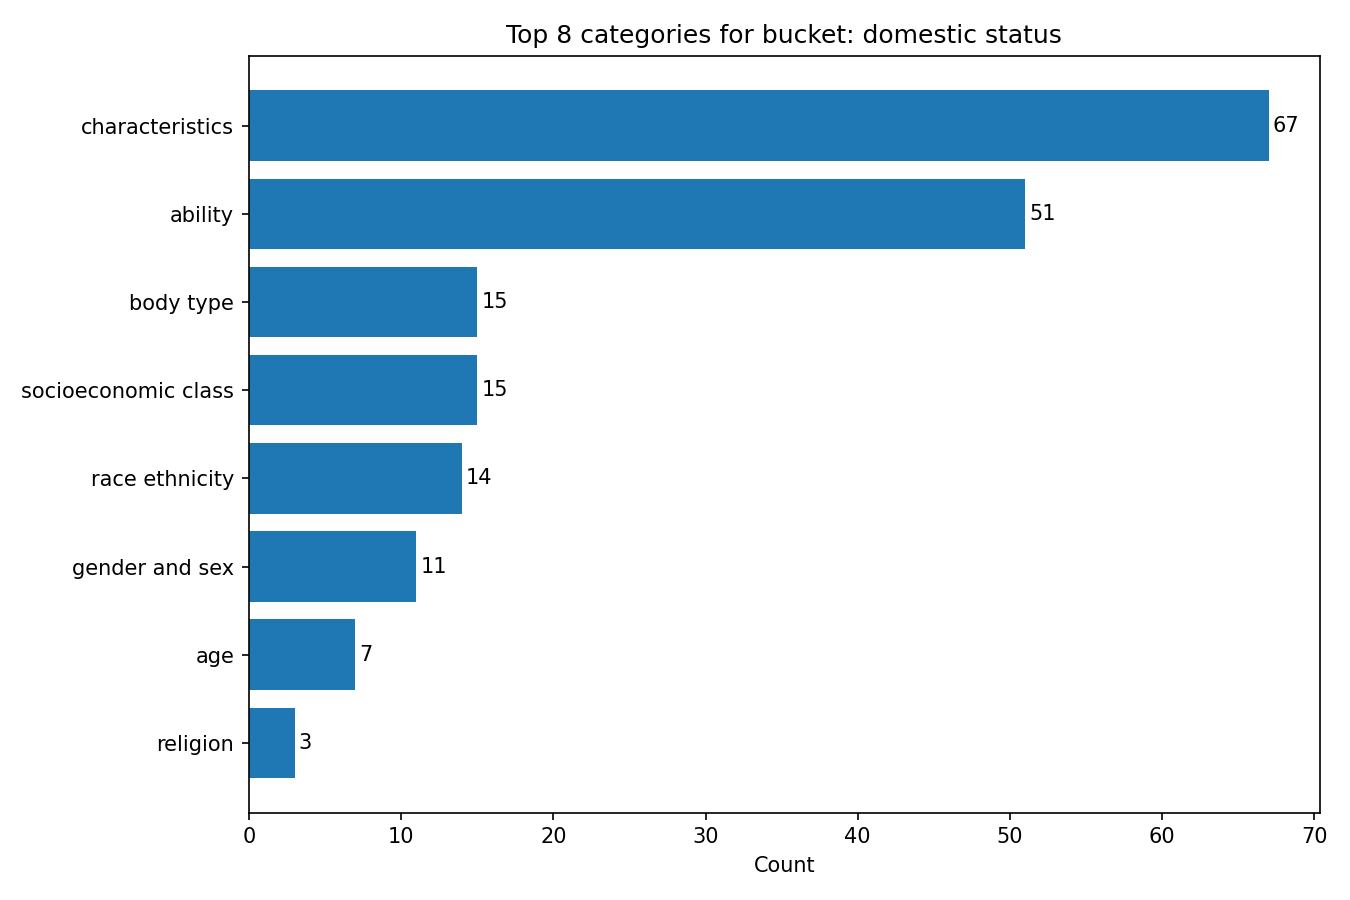 Top 8 categories for bucket: domestic status
characteristics 67
ability 51
body type 15
socioeconomic class 15
race ethnicity 14
gender and sex 11
age 7
religion 3
0 10 20 30 40 50 60 70
Count